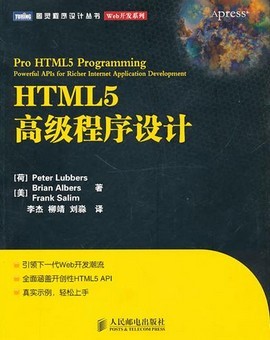 TURING 图灵程序设计丛书 Web开发系列
Apress
Pro HTML5 Programming
Powerful APIs for Richer Internet Application Development
HTML5
高级程序设计
[荷] Peter Lubbers
[美] Brian Albers 著
Frank Salim
李杰 柳靖 刘淼 译
引领下一代Web开发潮流
全面涵盖开创性HTML5 API
真实示例，轻松上手
人民邮电出版社
POSTS & TELECOM PRESS